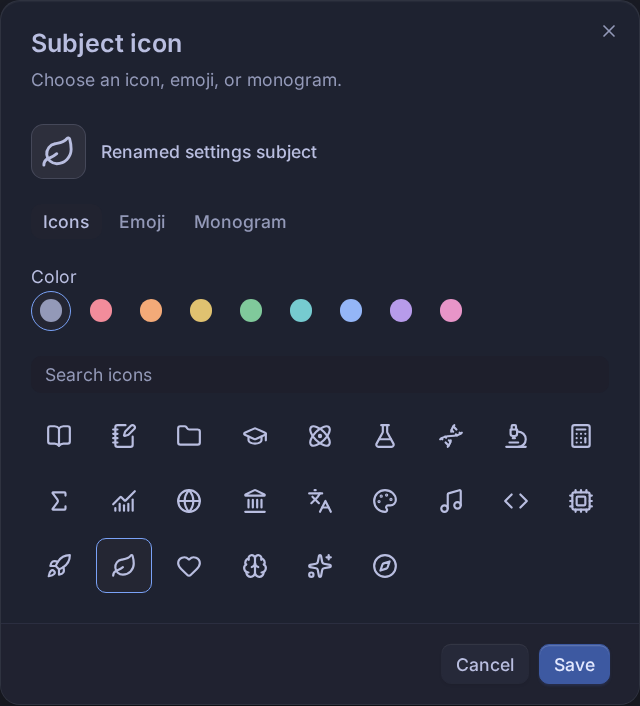 Subject icon
Choose an icon, emoji, or monogram.
Renamed settings subject
Icons Emoji Monogram
Color
Search icons
Cancel Save